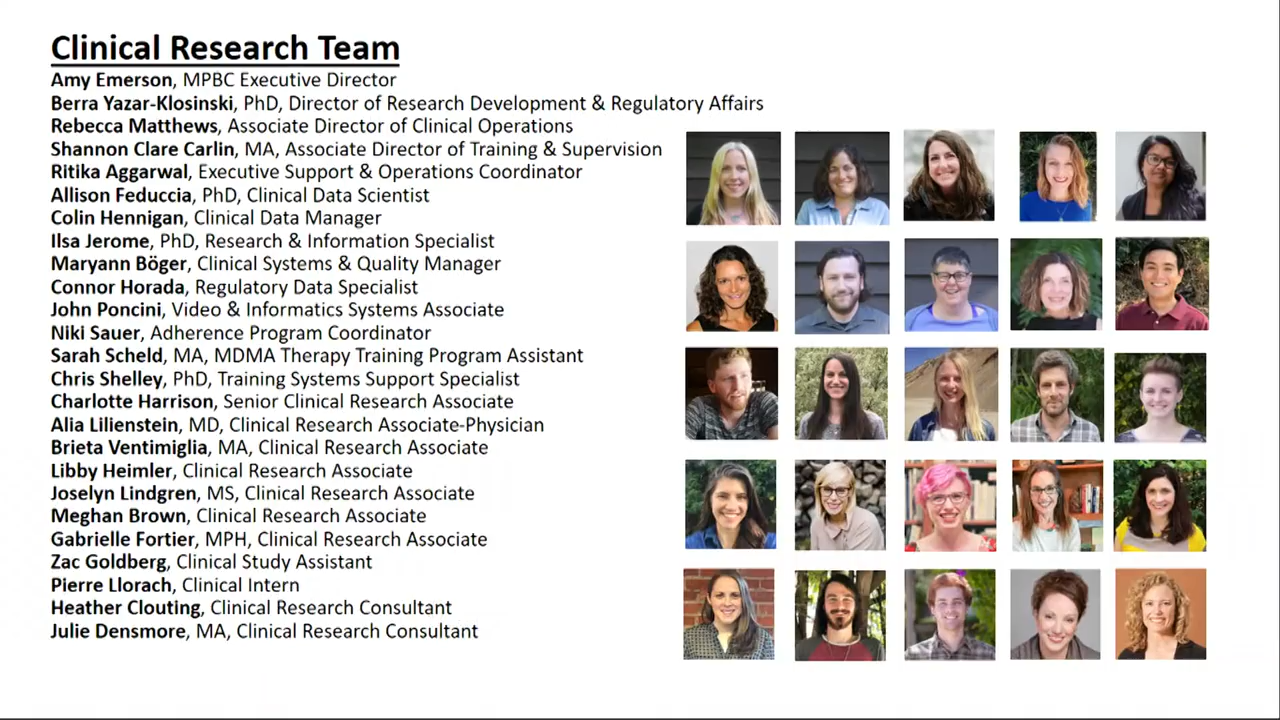 Clinical Research Team
Amy Emerson, MPBC Executive Director
Berra Yazar-Klosinski, PhD, Director of Research Development & Regulatory Affairs
Rebecca Matthews, Associate Director of Clinical Operations
Shannon Clare Carlin, MA, Associate Director of Training & Supervision
Ritika Aggarwal, Executive Support & Operations Coordinator
Allison Feduccia, PhD, Clinical Data Scientist
Colin Hennigan, Clinical Data Manager
Ilsa Jerome, PhD, Research & Information Specialist
Maryann Böger, Clinical Systems & Quality Manager
Connor Horada, Regulatory Data Specialist
John Poncini, Video & Informatics Systems Associate
Niki Sauer, Adherence Program Coordinator
Sarah Scheld, MA, MDMA Therapy Training Program Assistant
Chris Shelley, PhD, Training Systems Support Specialist
Charlotte Harrison, Senior Clinical Research Associate
Alia Lilienstein, MD, Clinical Research Associate-Physician
Brieta Ventimiglia, MA, Clinical Research Associate
Libby Heimler, Clinical Research Associate
Joselyn Lindgren, MS, Clinical Research Associate
Meghan Brown, Clinical Research Associate
Gabrielle Fortier, MPH, Clinical Research Associate
Zac Goldberg, Clinical Study Assistant
Pierre Llorach, Clinical Intern
Heather Clouting, Clinical Research Consultant
Julie Densmore, MA, Clinical Research Consultant